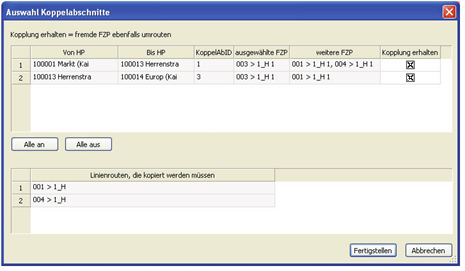 Auswahl Koppelabschnitte
Kopplung erhalten = fremde FZP ebenfalls umrouten
Von HP Bis HP KoppelAbID ausgewählte FZP weitere FZP Kopplung erhalten
1 100001 Markt (Kai 100013 Herrenstra 1 003 > 1_H 1 001 > 1_H 1, 004 > 1_H 1
2 100013 Herrenstra 100014 Europ (Kai 3 003 > 1_H 1 001 > 1_H 1
Alle an Alle aus
Linienrouten, die kopiert werden müssen
1 001 > 1_H
2 004 > 1_H
Fertigstellen Abbrechen